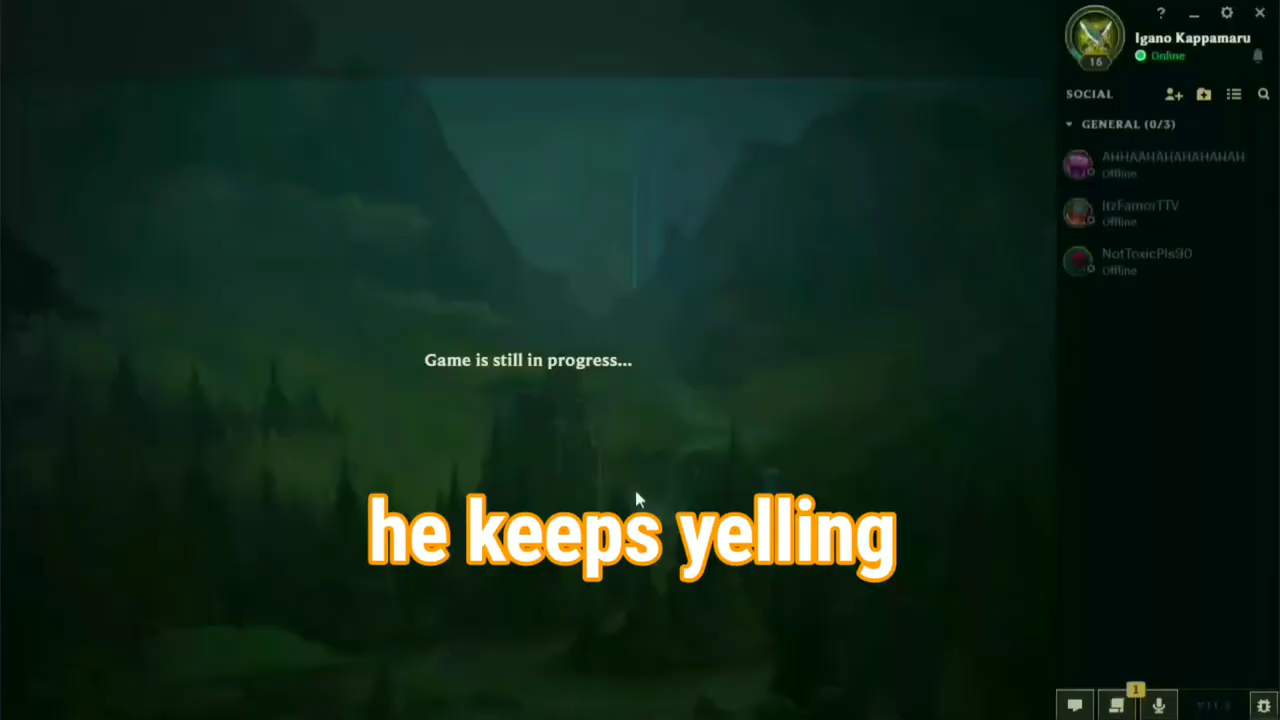 Igano Kappamaru
16
Online
SOCIAL
GENERAL (0/3)
AHHAAHAHAHAHAHAH
Offline
ItzFamorTTV
Offline
NotToxicPls90
Offline
Game is still in progress...
he keeps yelling
1